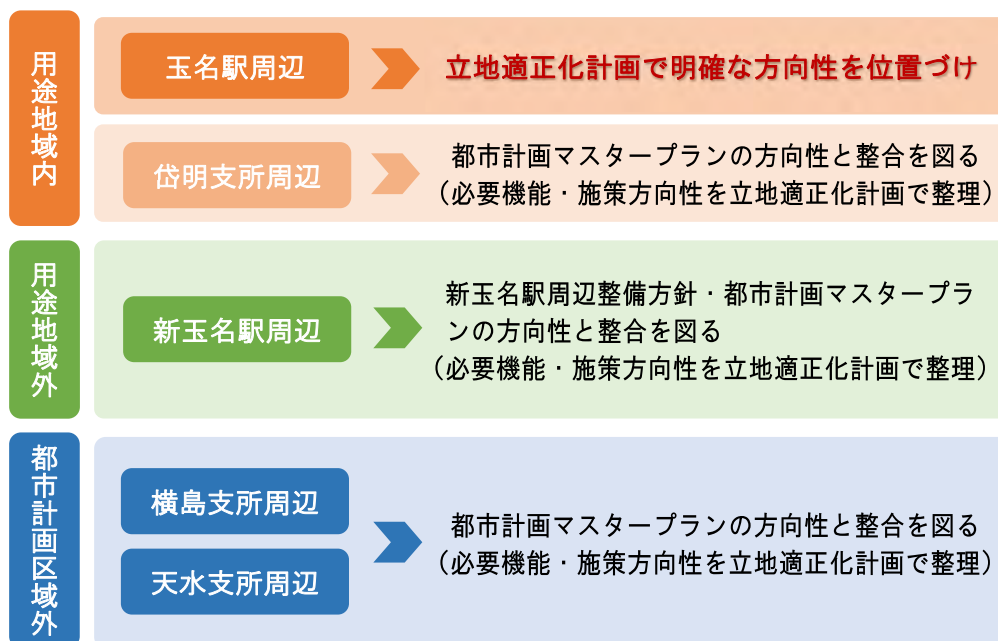 用途地域内
玉名駅周辺
立地適正化計画で明確な方向性を位置づけ
岱明支所周辺
都市計画マスタープランの方向性と整合を図る
（必要機能・施策方向性を立地適正化計画で整理）
用途地域外
新玉名駅周辺
新玉名駅周辺整備方針・都市計画マスタープラ
ンの方向性と整合を図る
（必要機能・施策方向性を立地適正化計画で整理）
都市計画区域外
横島支所周辺
天水支所周辺
都市計画マスタープランの方向性と整合を図る
（必要機能・施策方向性を立地適正化計画で整理）